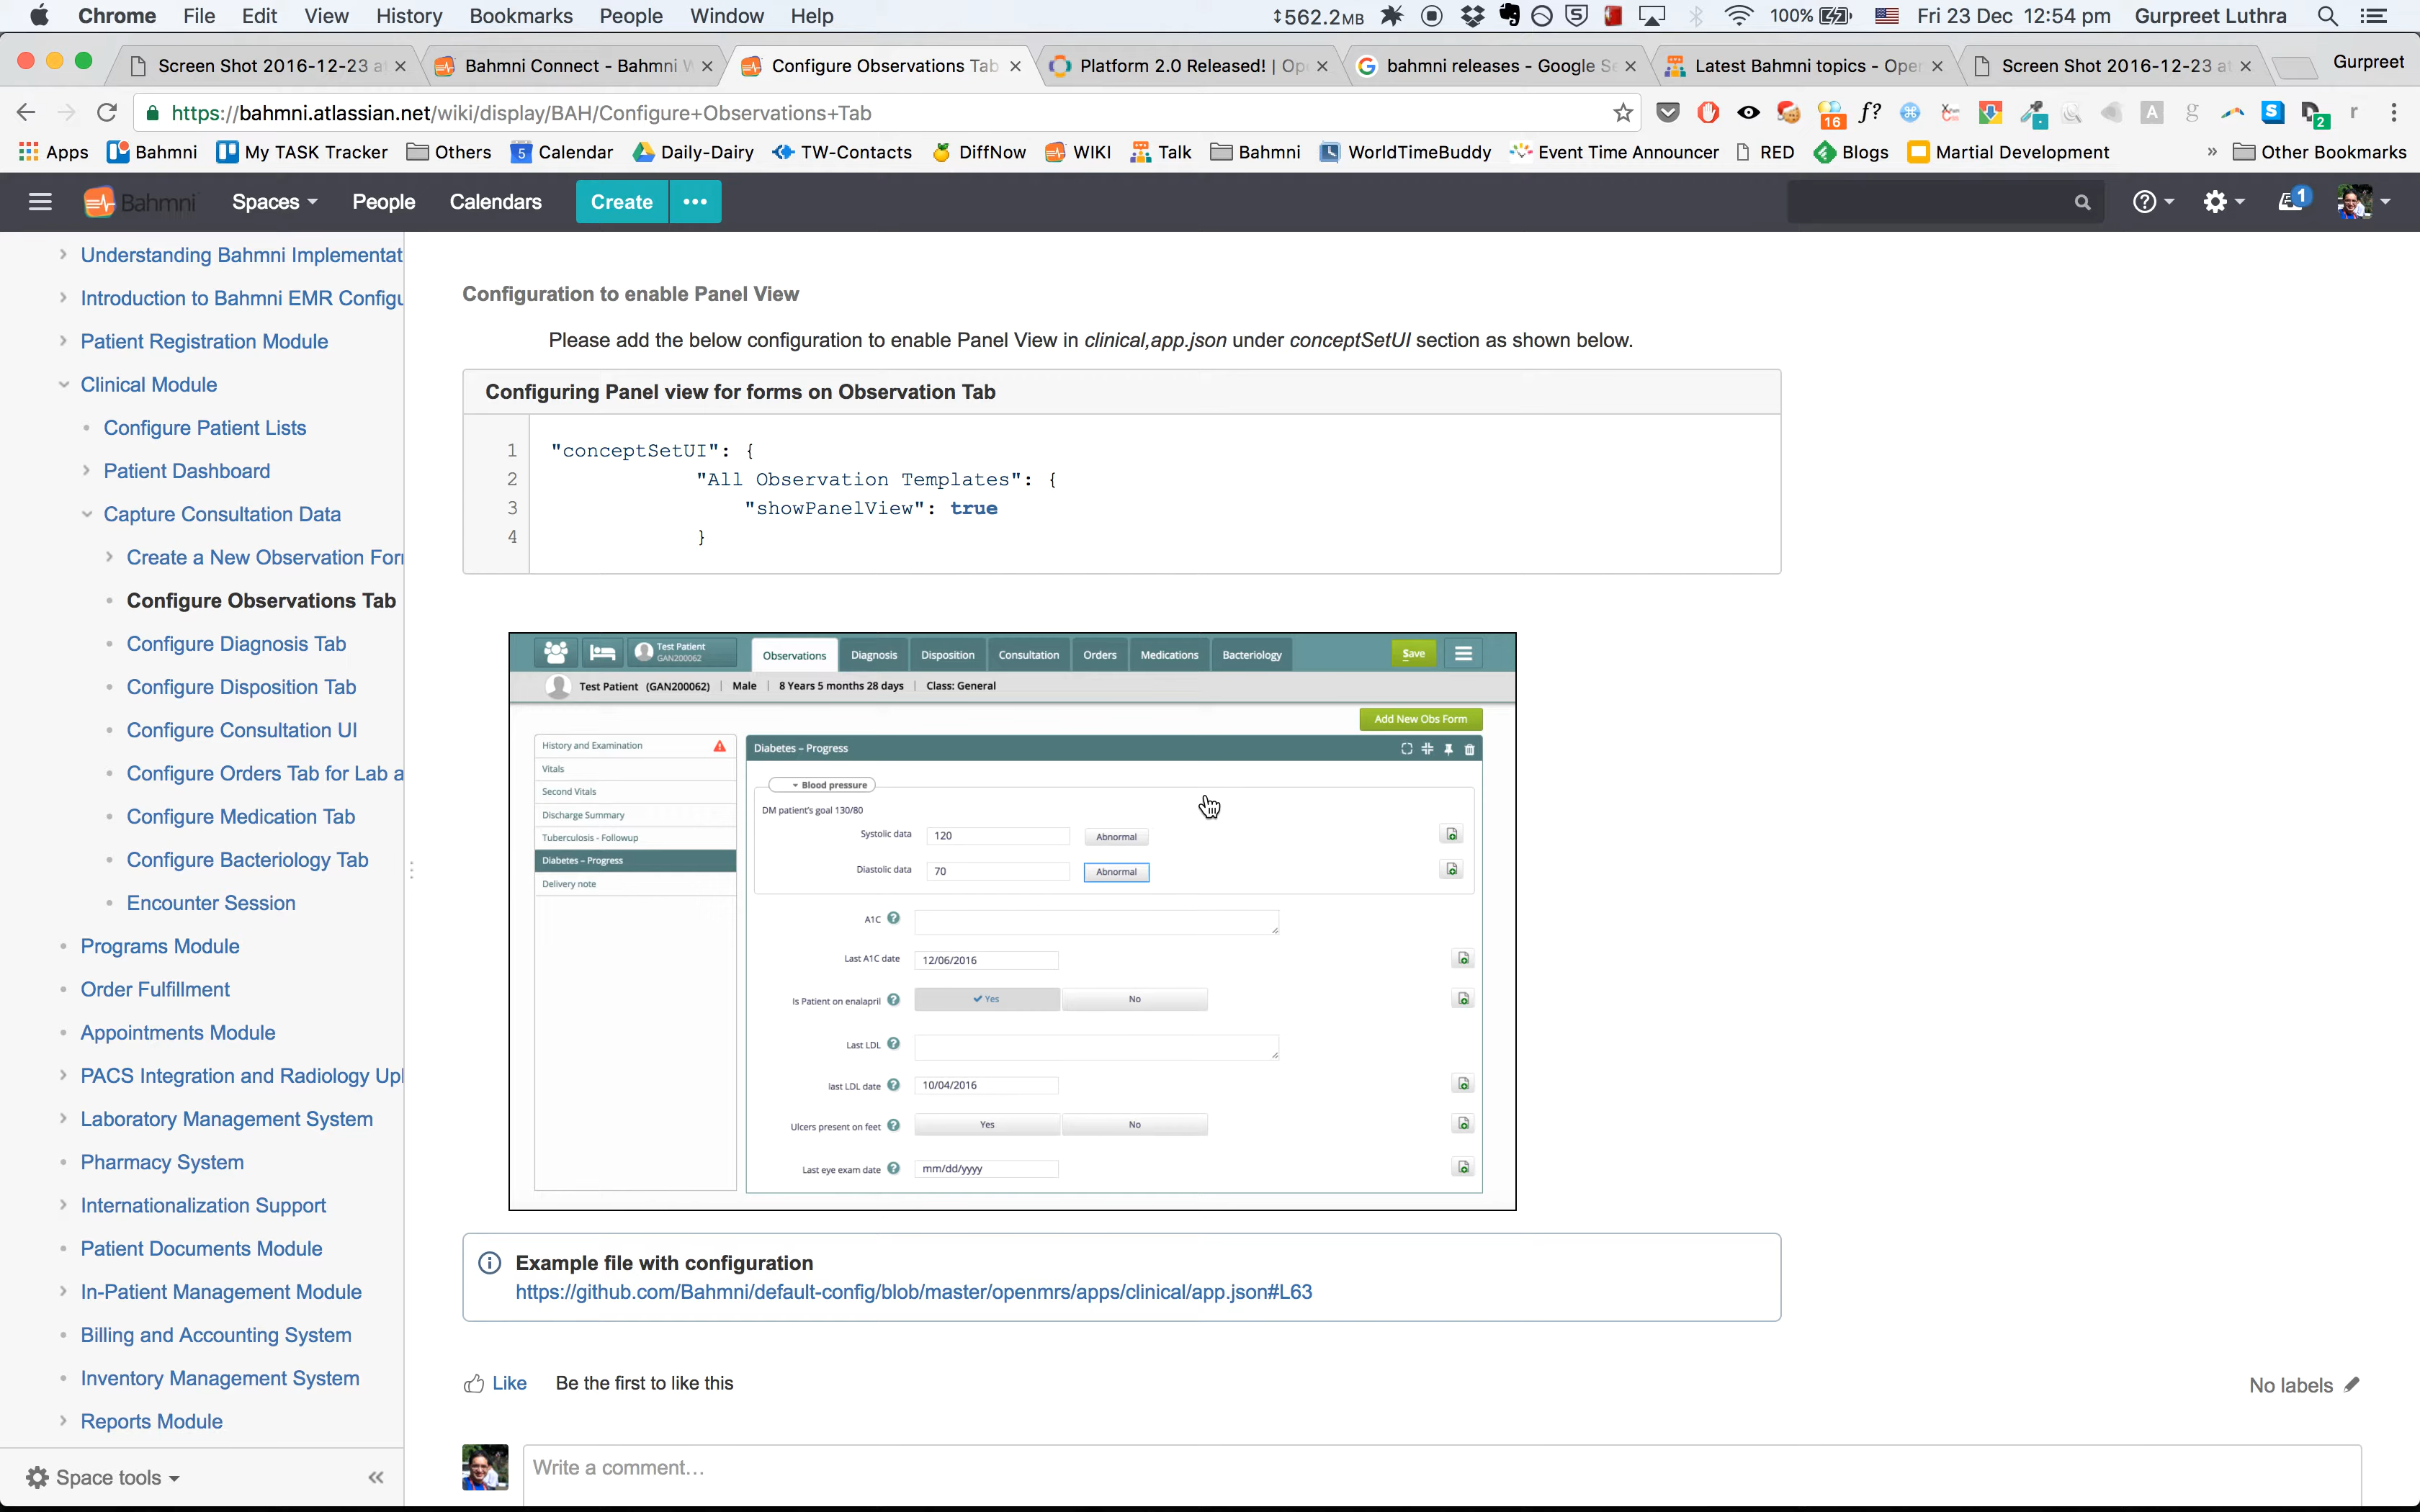 Chrome File Edit View History Bookmarks People Window Help
562.2MB 100% Fri 23 Dec 12:54 pm Gurpreet Luthra
Screen Shot 2016-12-23 a
Bahmni Connect - Bahmni W
Configure Observations Tab
Platform 2.0 Released! | Op
bahmni releases - Google Se
Latest Bahmni topics - Oper
Screen Shot 2016-12-23 at
Gurpreet
https://bahmni.atlassian.net/wiki/display/BAH/Configure+Observations+Tab
16 f? A g S 2 r
Apps Bahmni My TASK Tracker Others 5 Calendar Daily-Dairy TW-Contacts DiffNow WIKI Talk Bahmni WorldTimeBuddy Event Time Announcer RED Blogs Martial Development » Other Bookmarks
Bahmni Spaces People Calendars Create ••• 1
Understanding Bahmni Implementat
Introduction to Bahmni EMR Configu
Patient Registration Module
Clinical Module
Configure Patient Lists
Patient Dashboard
Capture Consultation Data
Create a New Observation For
Configure Observations Tab
Configure Diagnosis Tab
Configure Disposition Tab
Configure Consultation UI
Configure Orders Tab for Lab a
Configure Medication Tab
Configure Bacteriology Tab
Encounter Session
Programs Module
Order Fulfillment
Appointments Module
PACS Integration and Radiology Upl
Laboratory Management System
Pharmacy System
Internationalization Support
Patient Documents Module
In-Patient Management Module
Billing and Accounting System
Inventory Management System
Reports Module
Space tools «
Configuration to enable Panel View
Please add the below configuration to enable Panel View in clinical,app.json under conceptSetUI section as shown below.
Configuring Panel view for forms on Observation Tab
1 "conceptSetUI": {
2 "All Observation Templates": {
3 "showPanelView": true
4 }
Test Patient
GAN200062
Observations Diagnosis Disposition Consultation Orders Medications Bacteriology Save
Test Patient (GAN200062) | Male | 8 Years 5 months 28 days | Class: General
Add New Obs Form
History and Examination
Vitals
Second Vitals
Discharge Summary
Tuberculosis - Followup
Diabetes – Progress
Delivery note
Diabetes – Progress
Blood pressure
DM patient's goal 130/80
Systolic data 120 Abnormal
Diastolic data 70 Abnormal
A1C ?
Last A1C date 12/06/2016
Is Patient on enalapril ? Yes No
Last LDL ?
last LDL date ? 10/04/2016
Ulcers present on feet ? Yes No
Last eye exam date ? mm/dd/yyyy
Example file with configuration
https://github.com/Bahmni/default-config/blob/master/openmrs/apps/clinical/app.json#L63
Like Be the first to like this
No labels
Write a comment…